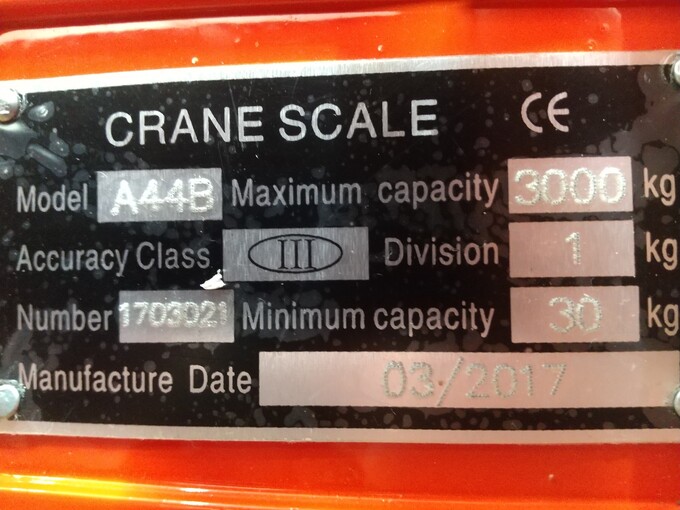 CRANE SCALE CE
Model A44B Maximum capacity 3000 kg
Accuracy Class III Division 1 kg
Number 1703021 Minimum capacity 30 kg
Manufacture Date 03/2017